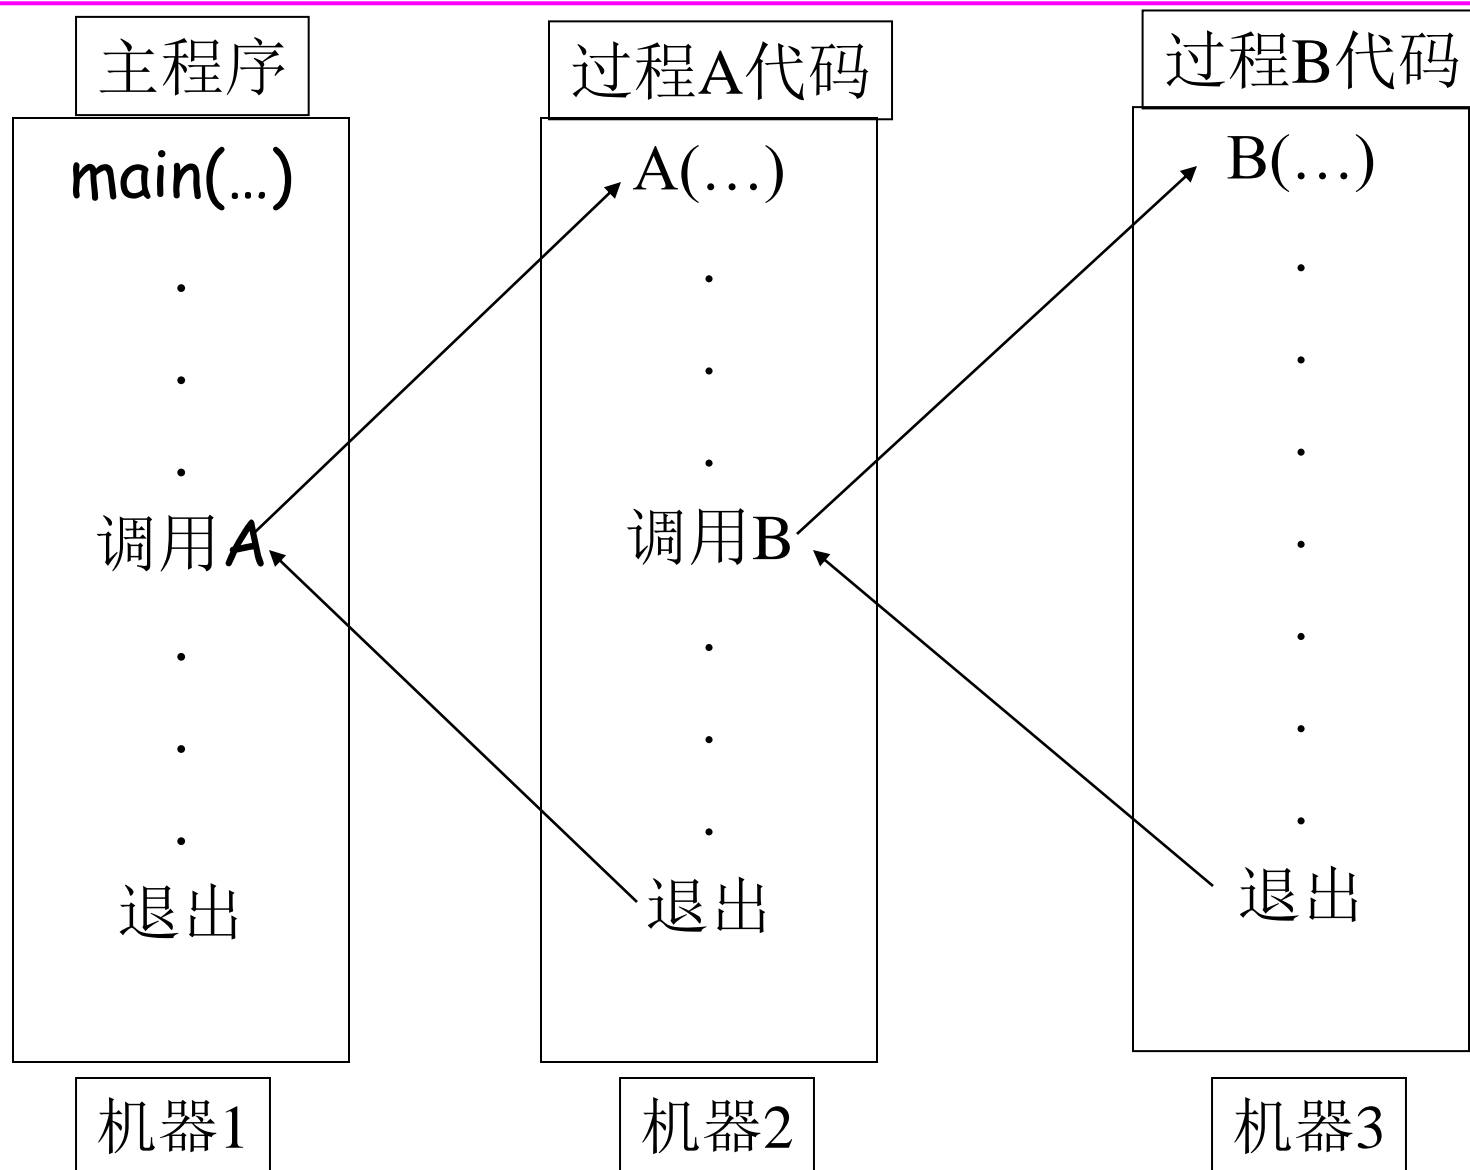 主程序
main(...)
.
.
.
调用A
.
.
.
退出
机器1
过程A代码
A(…)
.
.
.
调用B
.
.
.
退出
机器2
过程B代码
B(…)
.
.
.
.
.
.
.
退出
机器3